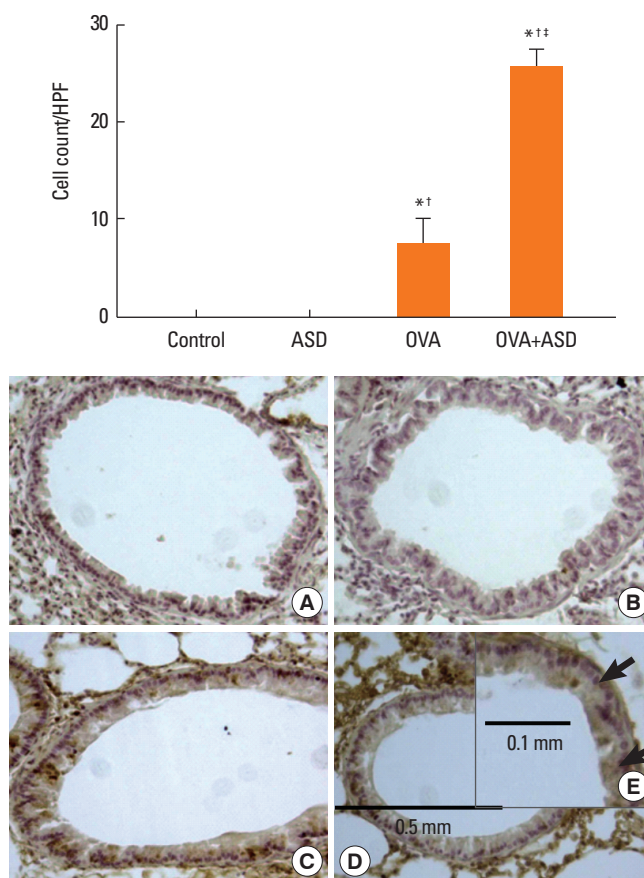 30
20
10
0
Cell count/HPF
*†
*†‡
Control ASD OVA OVA+ASD
A
B
C
0.5 mm
D
0.1 mm
E